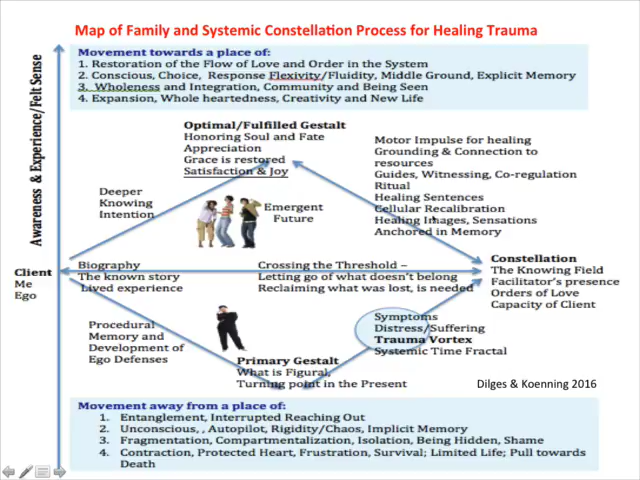 Map of Family and Systemic Constellation Process for Healing Trauma
Awareness & Experience/Felt Sense
Movement towards a place of:
1. Restoration of the Flow of Love and Order in the System
2. Conscious, Choice, Response Flexivity/Fluidity, Middle Ground, Explicit Memory
3. Wholeness and Integration, Community and Being Seen
4. Expansion, Whole heartedness, Creativity and New Life
Optimal/Fulfilled Gestalt
Honoring Soul and Fate
Appreciation
Grace is restored
Satisfaction & Joy
Motor Impulse for healing
Grounding & Connection to
resources
Guides, Witnessing, Co-regulation
Ritual
Healing Sentences
Cellular Recalibration
Healing Images, Sensations
Anchored in Memory
Deeper
Knowing
Intention
Emergent
Future
Client
Me
Ego
Biography
The known story
Lived experience
Crossing the Threshold –
Letting go of what doesn't belong
Reclaiming what was lost, is needed
Constellation
The Knowing Field
Facilitator's presence
Orders of Love
Capacity of Client
Procedural
Memory and
Development of
Ego Defenses
Symptoms
Distress/Suffering
Trauma Vortex
Systemic Time Fractal
Primary Gestalt
What is Figural,
Turning point in the Present
Dilges & Koenning 2016
Movement away from a place of:
1. Entanglement, Interrupted Reaching Out
2. Unconscious, , Autopilot, Rigidity/Chaos, Implicit Memory
3. Fragmentation, Compartmentalization, Isolation, Being Hidden, Shame
4. Contraction, Protected Heart, Frustration, Survival; Limited Life; Pull towards
Death